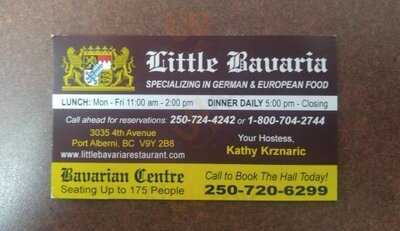 Little Bavaria
SPECIALIZING IN GERMAN & EUROPEAN FOOD
LUNCH: Mon - Fri 11:00 am - 2:00 pm DINNER DAILY 5:00 pm - Closing
Call ahead for reservations: 250-724-4242 or 1-800-704-2744
3035 4th Avenue
Port Alberni, BC V9Y 2B8
www.littlebavariarestaurant.com
Your Hostess,
Kathy Krznaric
Bavarian Centre
Seating Up to 175 People
Call to Book The Hall Today!
250-720-6299